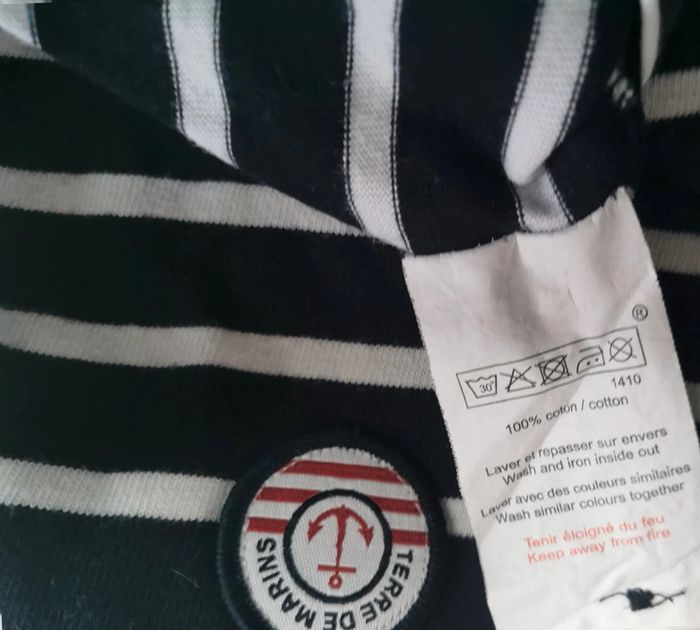 ®
30°
1410
100% coton / cotton
Laver et repasser sur envers
Wash and iron inside out
Laver avec des couleurs similaires
Wash similar colours together
Tenir éloigné du feu
Keep away from fire
TERRE DE MARINS